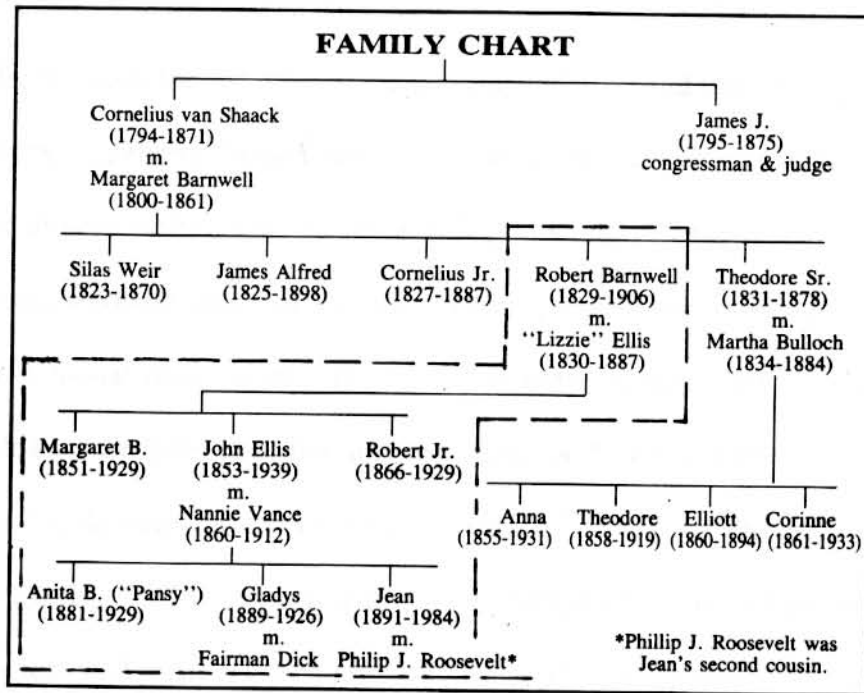 FAMILY CHART
Cornelius van Shaack
(1794-1871)
m.
Margaret Barnwell
(1800-1861)
James J.
(1795-1875)
congressman & judge
Silas Weir
(1823-1870)
James Alfred
(1825-1898)
Cornelius Jr.
(1827-1887)
Robert Barnwell
(1829-1906)
m.
"Lizzie" Ellis
(1830-1887)
Theodore Sr.
(1831-1878)
m.
Martha Bulloch
(1834-1884)
Margaret B.
(1851-1929)
John Ellis
(1853-1939)
m.
Nannie Vance
(1860-1912)
Robert Jr.
(1866-1929)
Anna
(1855-1931)
Theodore
(1858-1919)
Elliott
(1860-1894)
Corinne
(1861-1933)
Anita B. ("Pansy")
(1881-1929)
Gladys
(1889-1926)
m.
Fairman Dick
Jean
(1891-1984)
m.
Philip J. Roosevelt*
*Phillip J. Roosevelt was
Jean's second cousin.